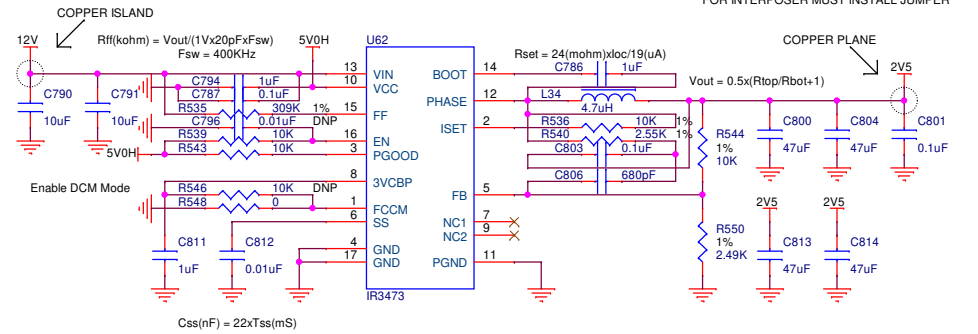 FOR INTERPOSER MUST INSTALL JUMPER
COPPER ISLAND
12V
Rff(kohm) = Vout/(1Vx20pFxFsw)
Fsw = 400KHz
5V0H
U62
Rset = 24(mohm)xIoc/19(uA)
COPPER PLANE
2V5
Vout = 0.5x(Rtop/Rbot+1)
C790
10uF
C791
10uF
C794 1uF
C787 0.1uF
R535 309K 1%
C796 0.01uF DNP
R539 10K
R543 10K
5V0H
13 VIN
10 VCC
15 FF
16 EN
3 PGOOD
8 3VCBP
1 FCCM
6 SS
4 GND
17 GND
BOOT 14
PHASE 12
ISET 2
FB 5
NC1 7
NC2 9
PGND 11
IR3473
C786 1uF
L34
4.7uH
R536 10K 1%
R540 2.55K 1%
C803 0.1uF
C806 680pF
R544
1%
10K
C800
47uF
C804
47uF
C801
0.1uF
Enable DCM Mode
R546 10K DNP
R548 0
C811
1uF
C812
0.01uF
R550
1%
2.49K
2V5
C813
47uF
2V5
C814
47uF
Css(nF) = 22xTss(mS)